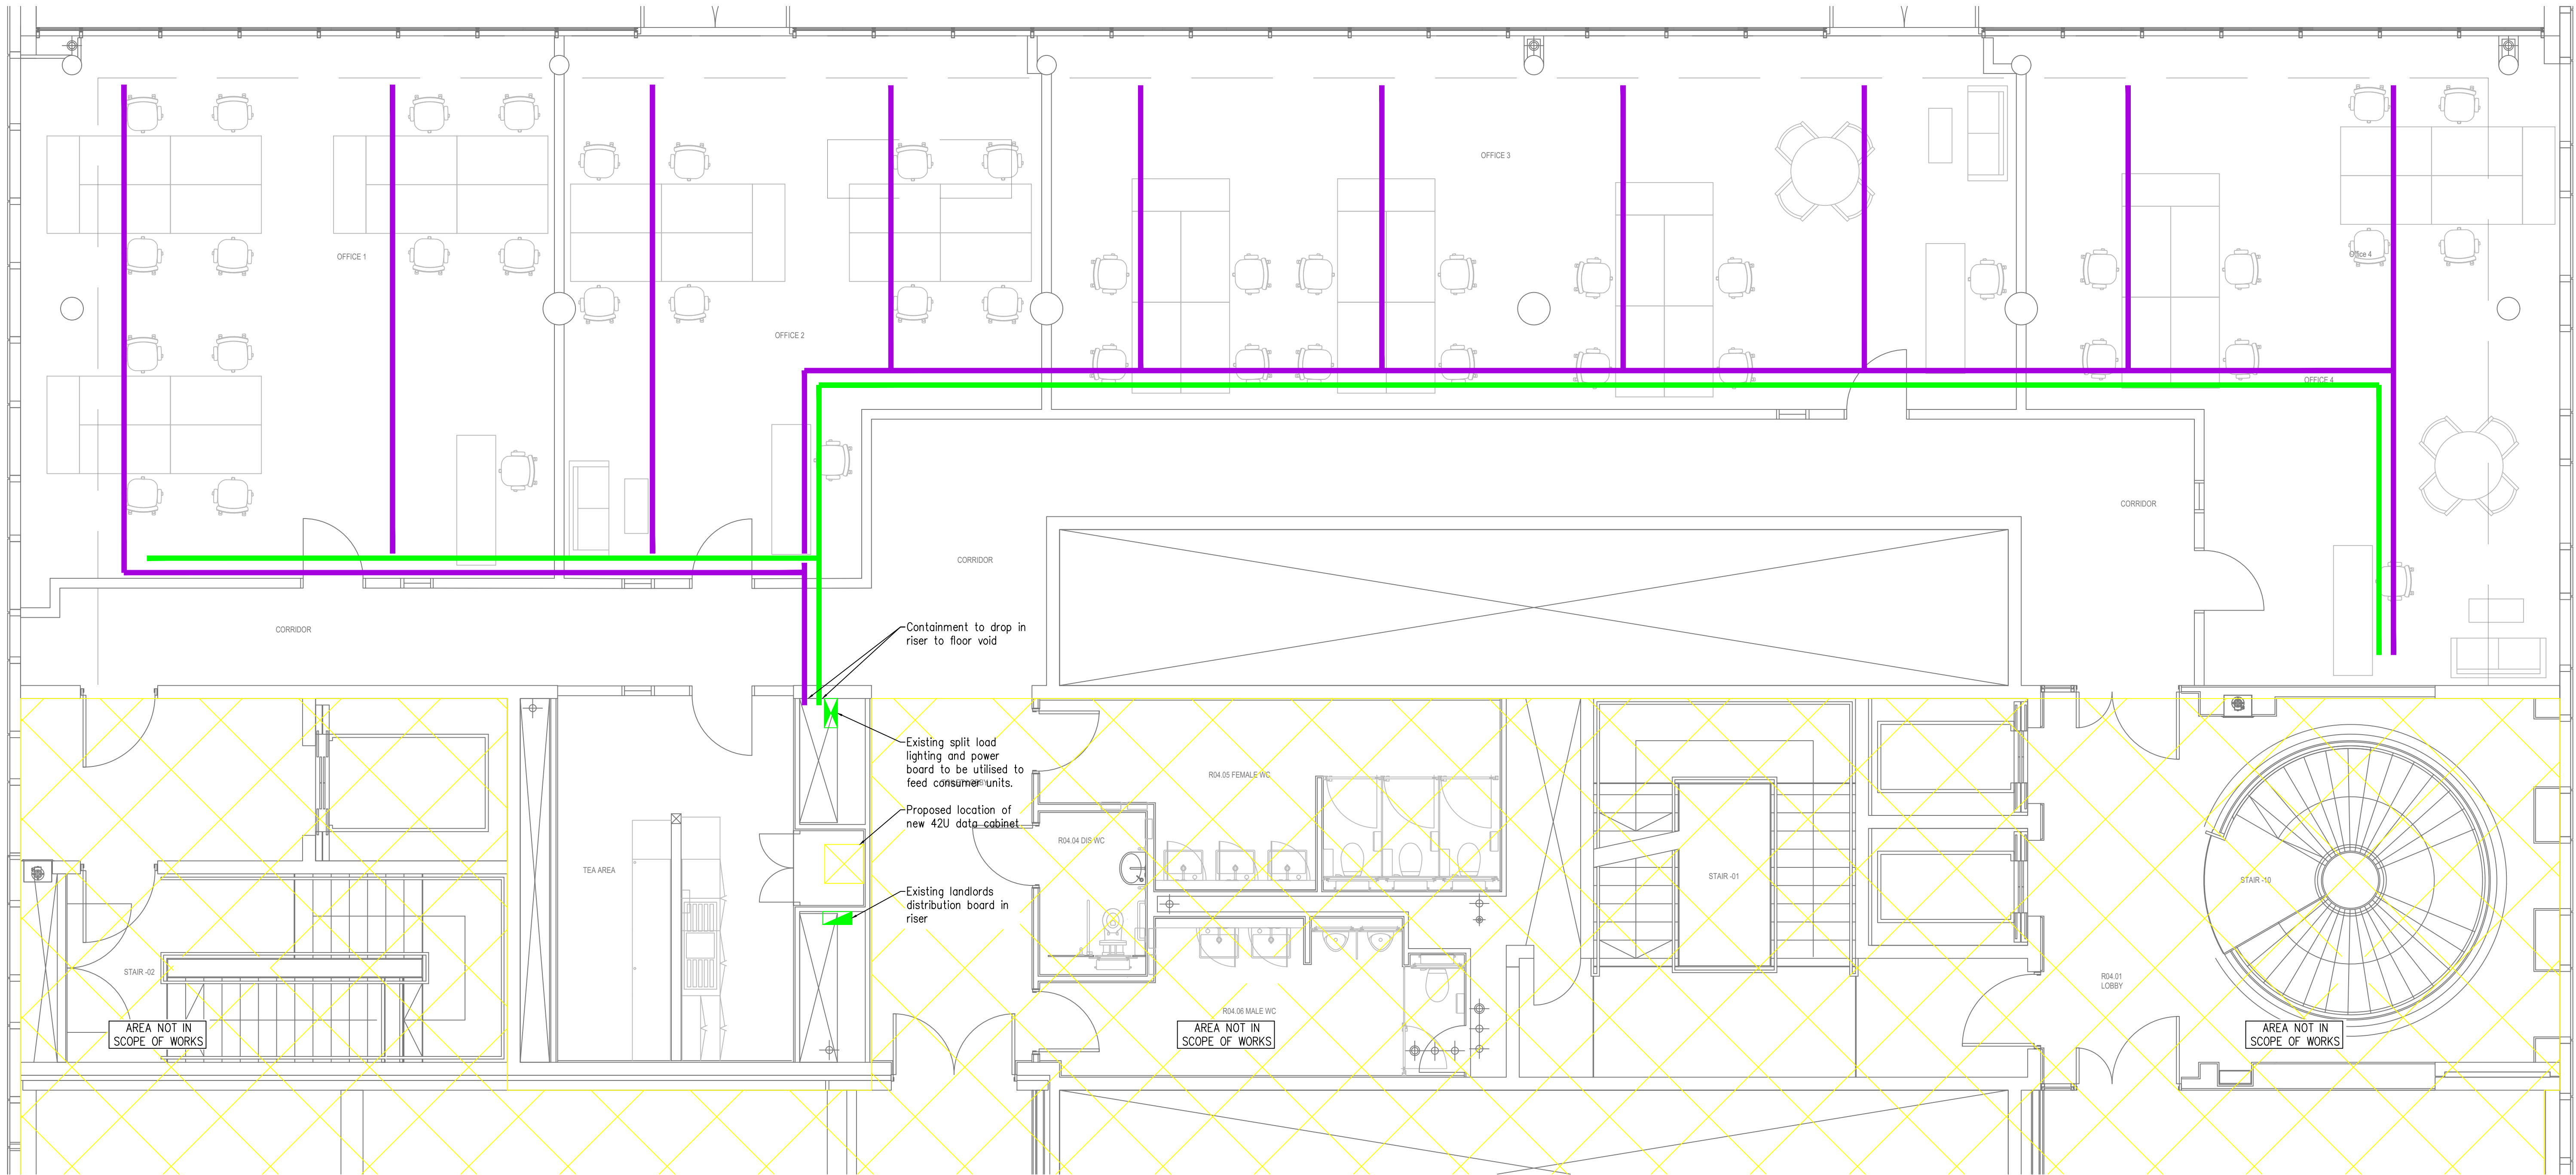 OFFICE 3
OFFICE 1
Office 4
OFFICE 2
OFFICE 4
CORRIDOR
CORRIDOR
CORRIDOR
Containment to drop in
riser to floor void
Existing split load
lighting and power
board to be utilised to
feed consumer units.
Proposed location of
new 42U data cabinet
Existing landlords
distribution board in
riser
R04.05 FEMALE WC
R04.04 DIS WC
TEA AREA
STAIR -01
STAIR -10
STAIR -02
R04.01
LOBBY
R04.06 MALE WC
AREA NOT IN
SCOPE OF WORKS
AREA NOT IN
SCOPE OF WORKS
AREA NOT IN
SCOPE OF WORKS